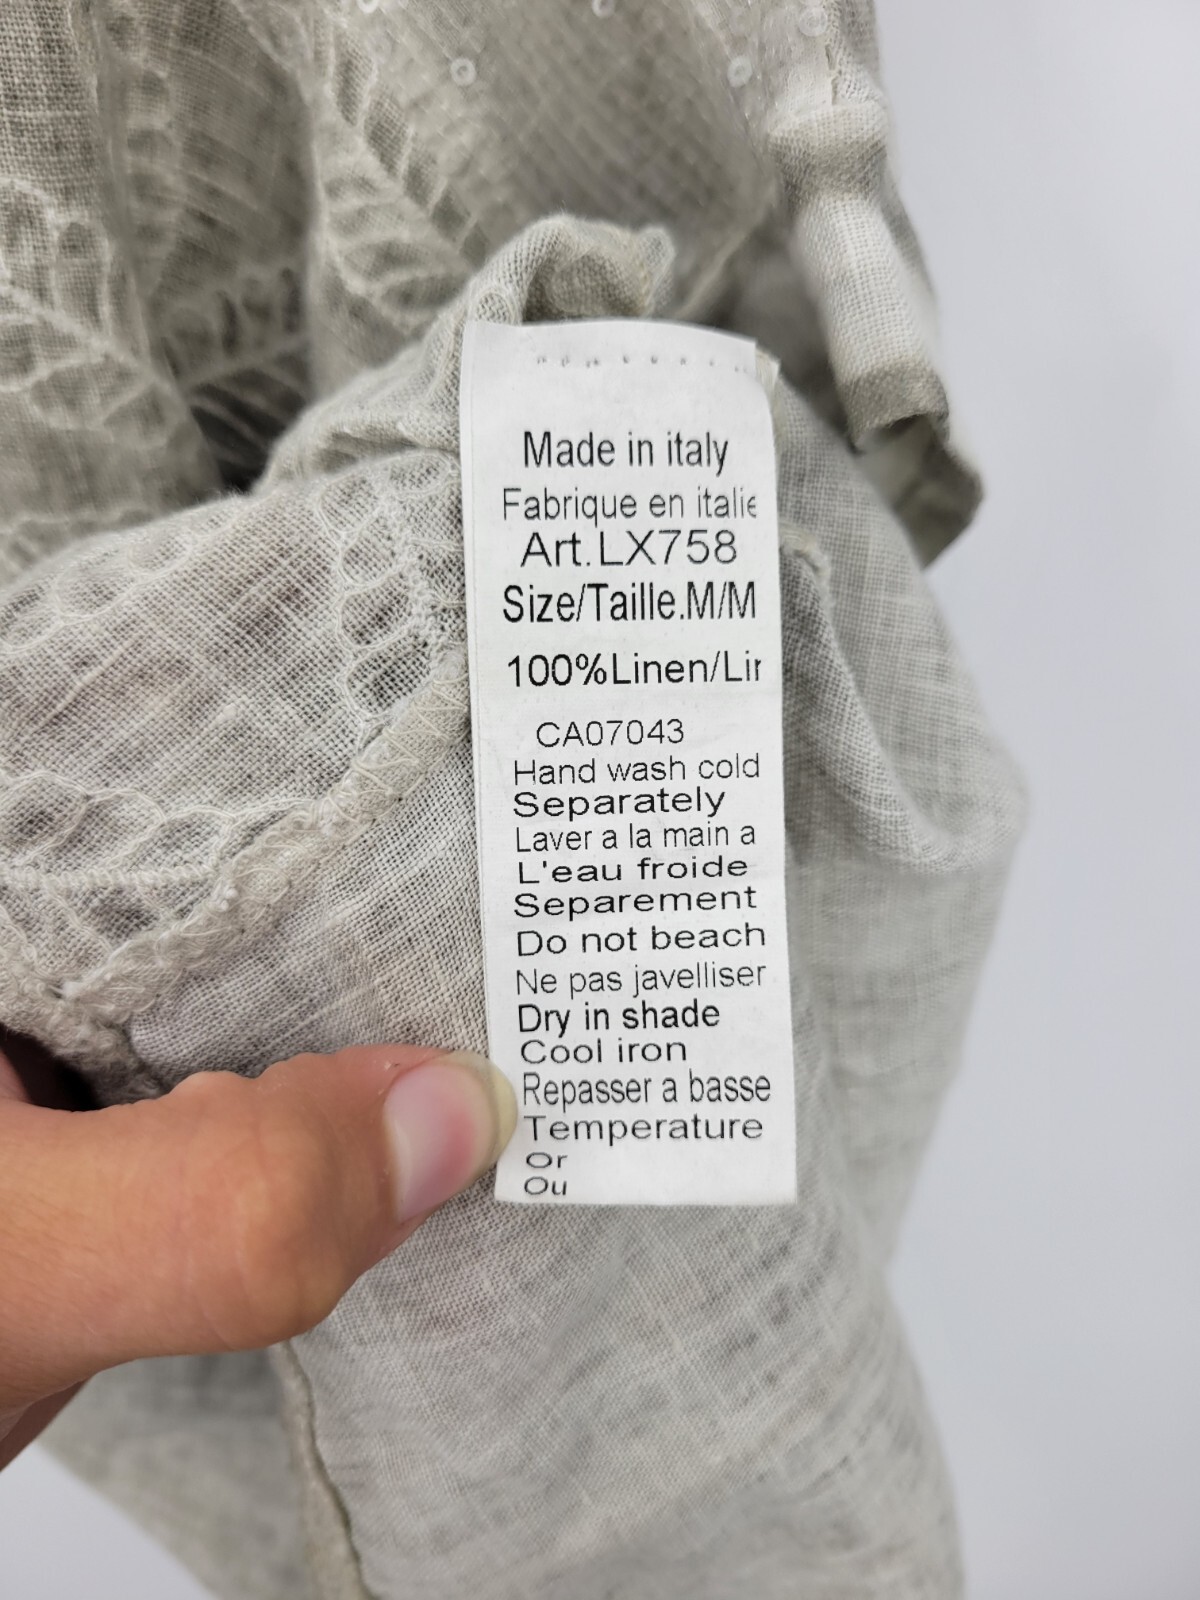 Made in italy
Fabrique en italie
Art.LX758
Size/Taille.M/M
100%Linen/Lin
CA07043
Hand wash cold
Separately
Laver a la main a
L'eau froide
Separement
Do not beach
Ne pas javelliser
Dry in shade
Cool iron
Repasser a basse
Temperature
Or
Ou